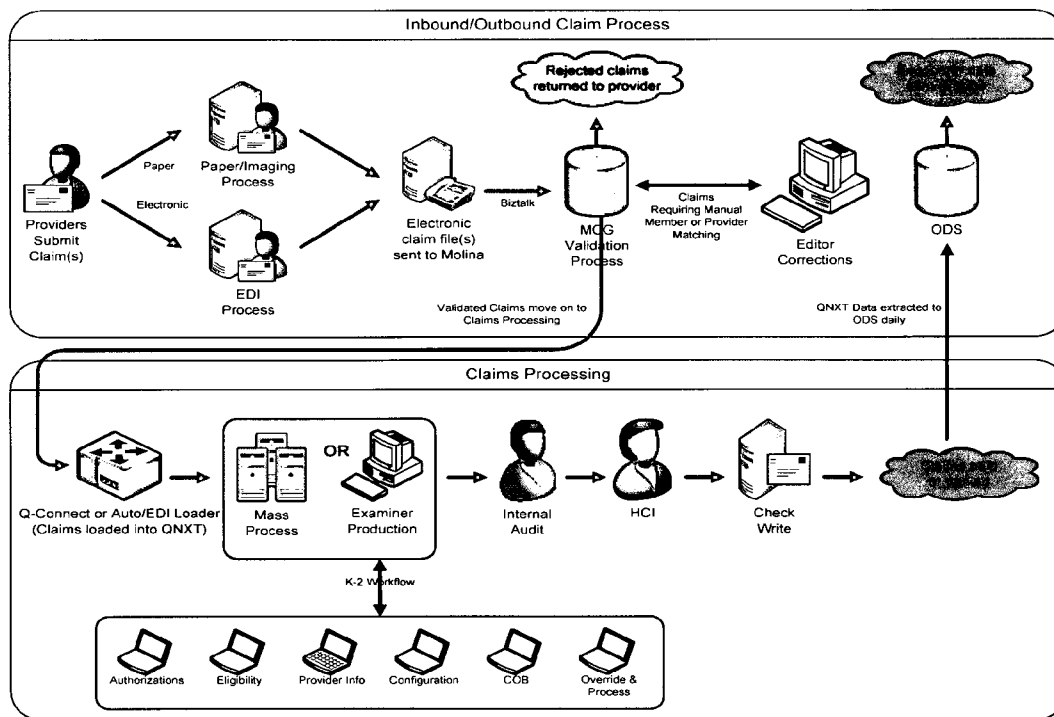 Inbound/Outbound Claim Process
Rejected claims
returned to provider
Paper
Electronic
Providers
Submit
Claim(s)
Paper/Imaging
Process
EDI
Process
Electronic
claim file(s)
sent to Molina
Biztalk
MCG
Validation
Process
Claims
Requiring Manual
Member or Provider
Matching
Editor
Corrections
ODS
Validated Claims move on to
Claims Processing
QNXT Data extracted to
ODS daily
Claims Processing
Q-Connect or Auto/EDI Loader
(Claims loaded into QNXT)
OR
Mass
Process
Examiner
Production
Internal
Audit
HCI
Check
Write
K-2 Workflow
Authorizations
Eligibility
Provider Info
Configuration
COB
Override &
Process